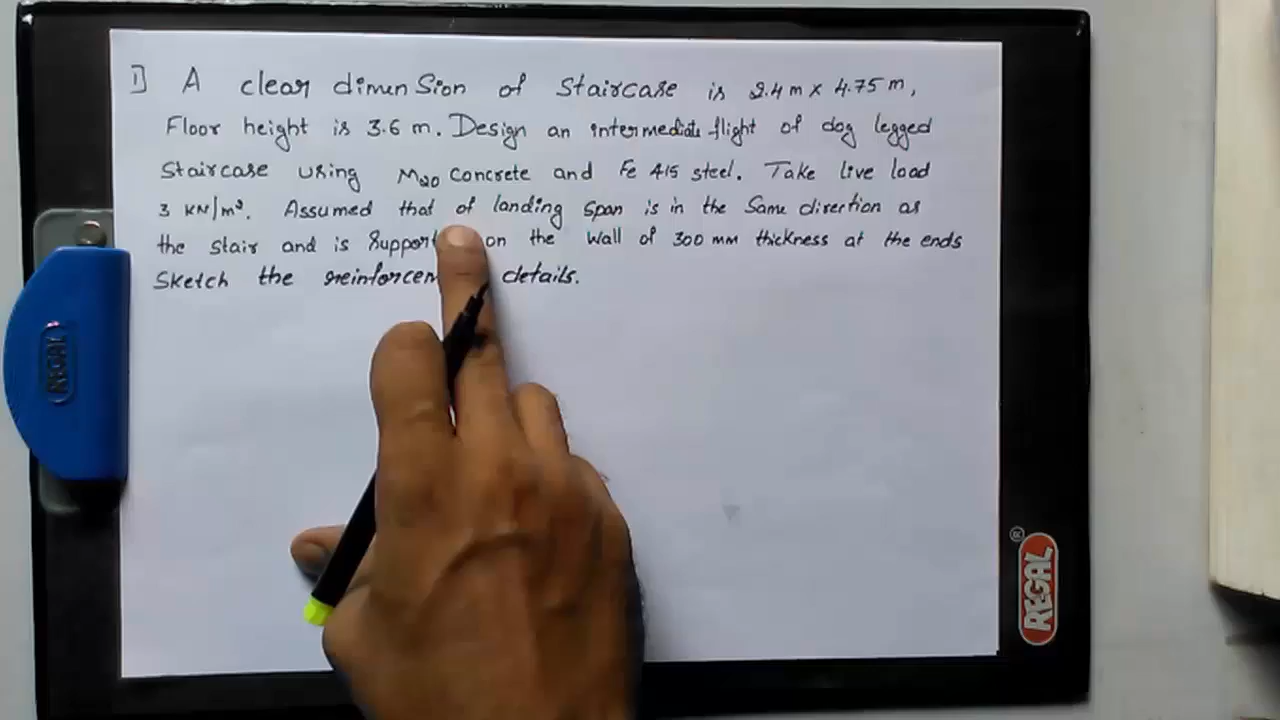 1] A clear dimension of staircase is 2.4 m x 4.75 m,
Floor height is 3.6 m. Design an intermediate flight of dog legged
staircase using M20 concrete and Fe 415 steel. Take live load
3 KN/m². Assumed that of landing span is in the same direction as
the stair and is support on the wall of 300 mm thickness at the ends
Sketch the reinforcem details.
REGAL
REGAL ®